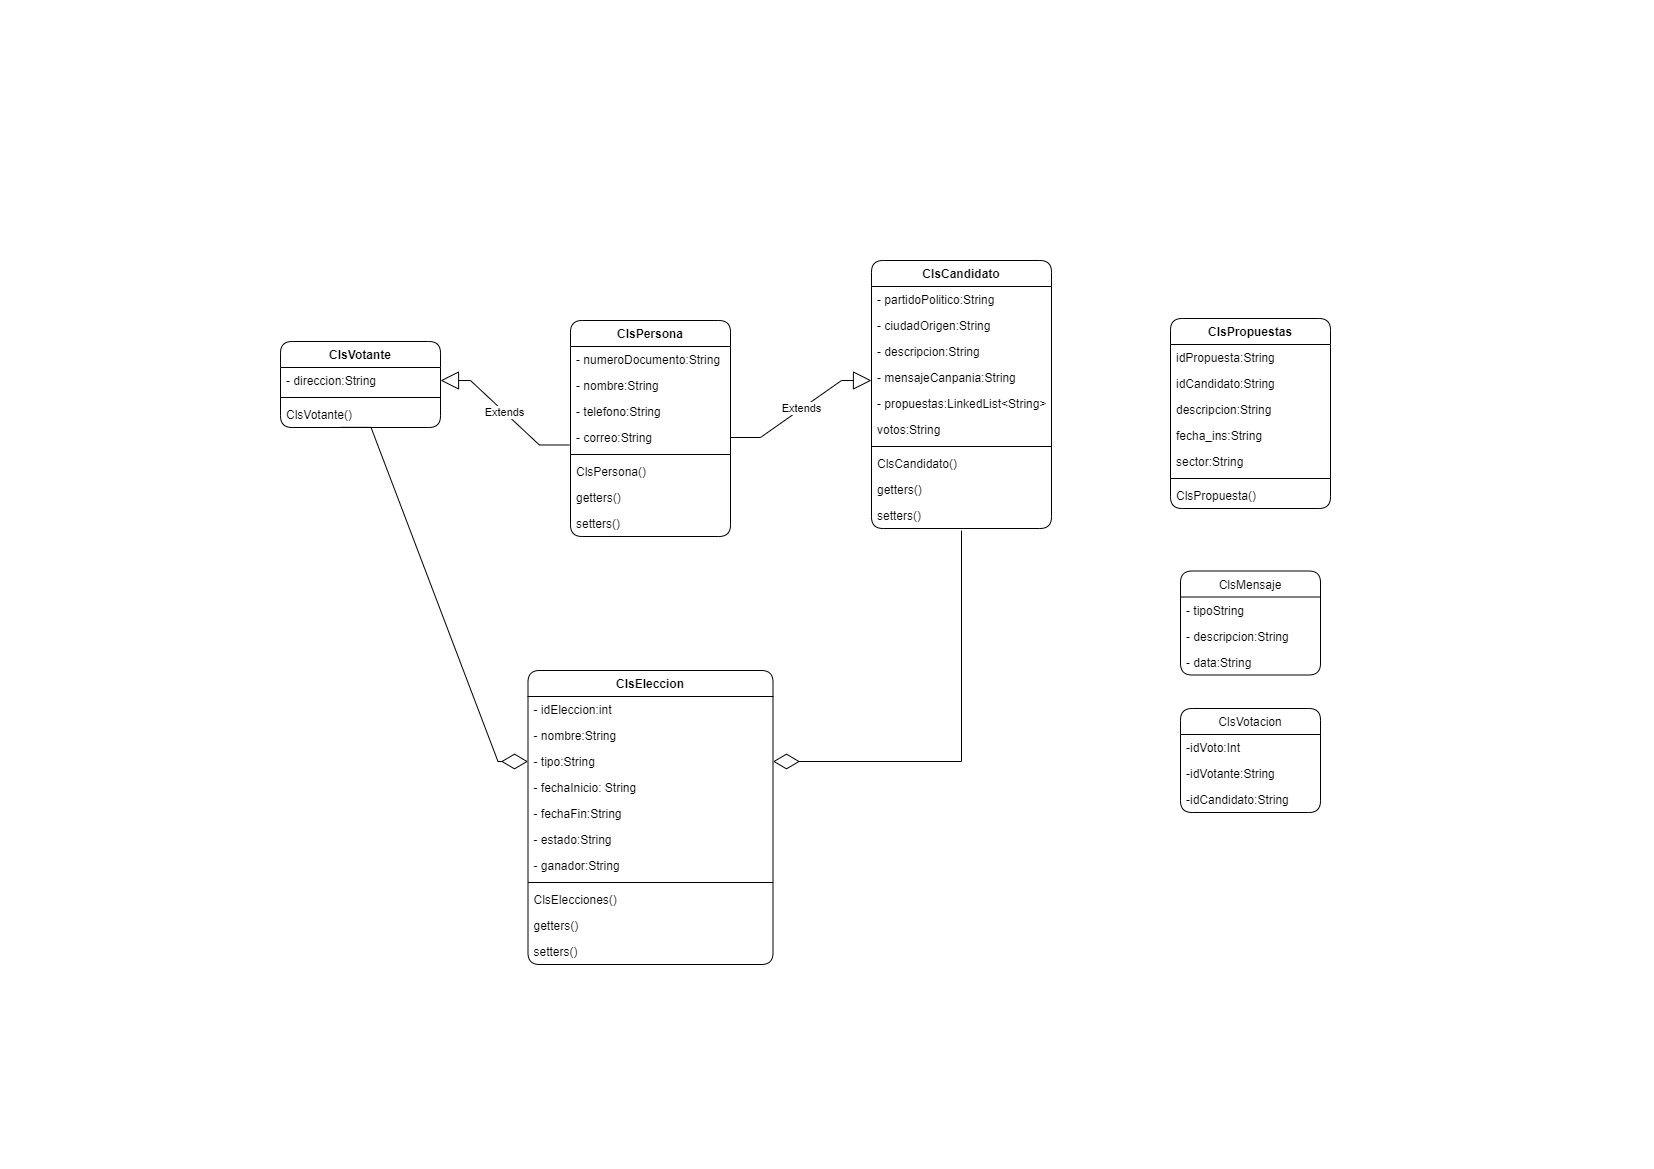 ClsVotante
- direccion:String
ClsVotante()
Extends
ClsPersona
- numeroDocumento:String
- nombre:String
- telefono:String
- correo:String
ClsPersona()
getters()
setters()
Extends
ClsCandidato
- partidoPolitico:String
- ciudadOrigen:String
- descripcion:String
- mensajeCanpania:String
- propuestas:LinkedList<String>
votos:String
ClsCandidato()
getters()
setters()
ClsPropuestas
idPropuesta:String
idCandidato:String
descripcion:String
fecha_ins:String
sector:String
ClsPropuesta()
ClsMensaje
- tipoString
- descripcion:String
- data:String
ClsVotacion
-idVoto:Int
-idVotante:String
-idCandidato:String
ClsEleccion
- idEleccion:int
- nombre:String
- tipo:String
- fechaInicio: String
- fechaFin:String
- estado:String
- ganador:String
ClsElecciones()
getters()
setters()